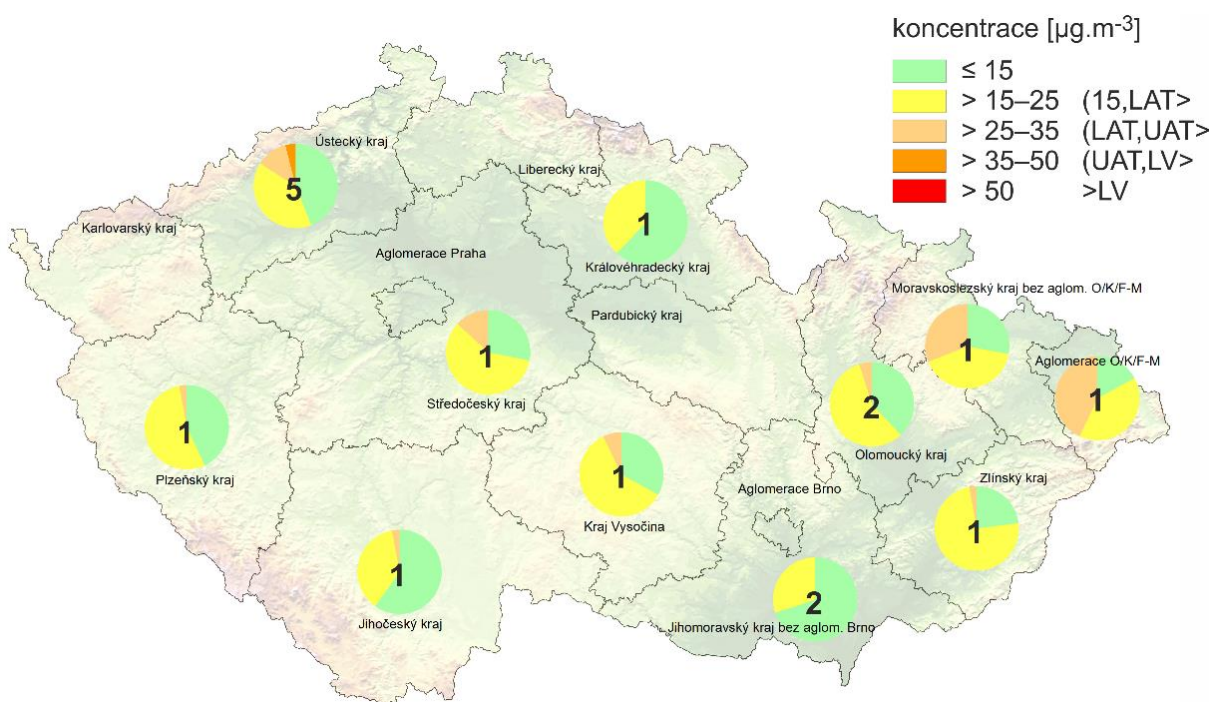 koncentrace [µg.m-3]
≤ 15
> 15–25 (15,LAT>
> 25–35 (LAT,UAT>
> 35–50 (UAT,LV>
> 50 >LV
Ústecký kraj
5
Liberecký kraj
Karlovarský kraj
1
Aglomerace Praha
Královéhradecký kraj
Moravskoslezský kraj bez aglom. O/K/F-M
Pardubický kraj
1
1
Aglomerace O/K/F-M
Středočeský kraj
2
1
1
Olomoucký kraj
Plzeňský kraj
1
Zlínský kraj
Aglomerace Brno
Kraj Vysočina
1
1
2
Jihočeský kraj
Jihomoravský kraj bez aglom. Brno